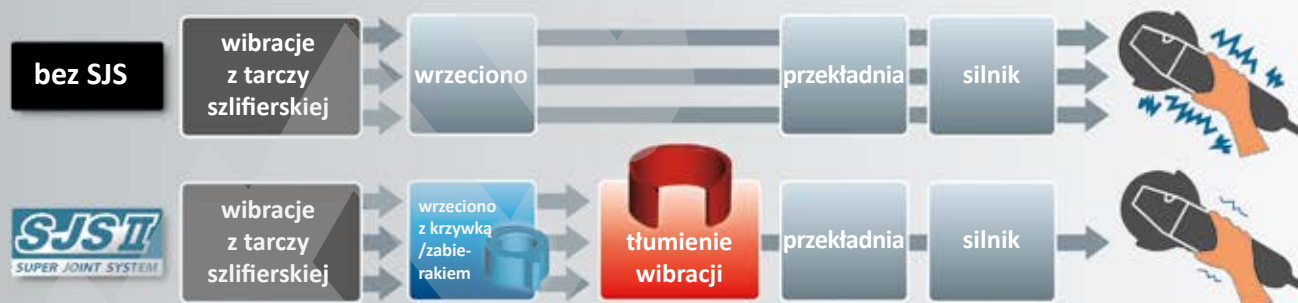 bez SJS
wibracje
z tarczy
szlifierskiej
wrzeciono
przekładnia
silnik
SJS II
SUPER JOINT SYSTEM
wibracje
z tarczy
szlifierskiej
wrzeciono
z krzywką
/zabie-
rakiem
tłumienie
wibracji
przekładnia
silnik